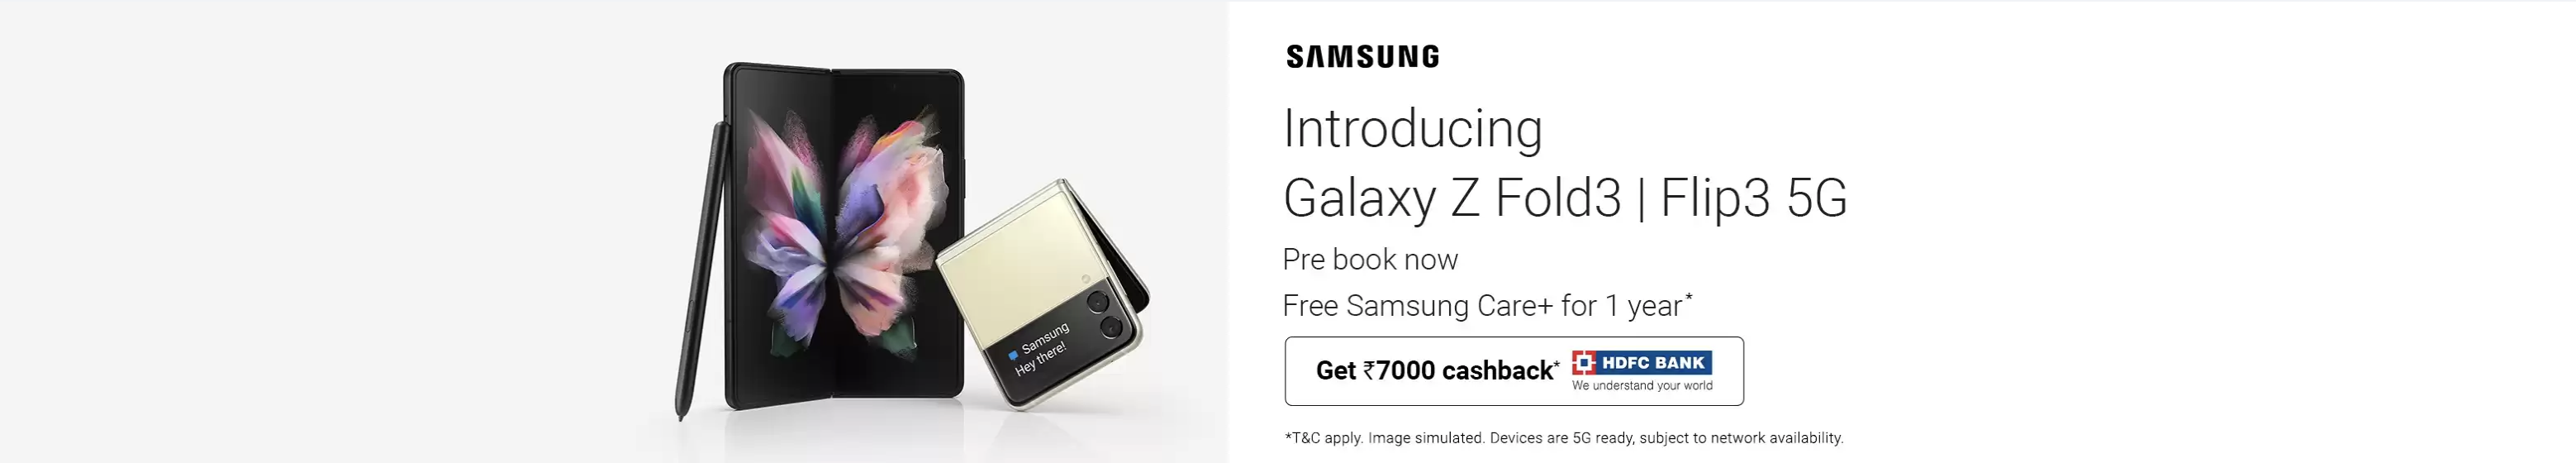 Samsung
Hey there!
SAMSUNG
Introducing
Galaxy Z Fold3 | Flip3 5G
Pre book now
Free Samsung Care+ for 1 year*
Get ₹7000 cashback* HDFC BANK
We understand your world
*T&C apply. Image simulated. Devices are 5G ready, subject to network availability.